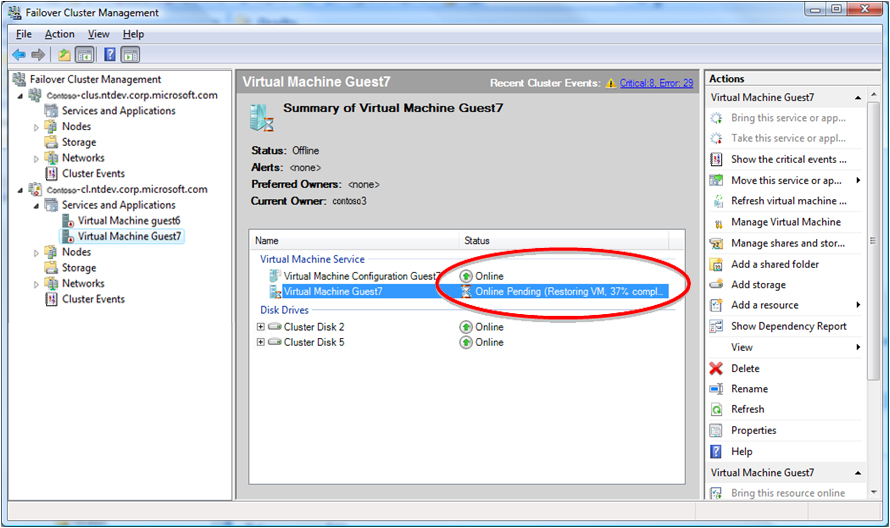 Failover Cluster Management
File Action View Help
Failover Cluster Management
Contoso-clus.ntdev.corp.microsoft.com
Services and Applications
Nodes
Storage
Networks
Cluster Events
Contoso-cl.ntdev.corp.microsoft.com
Services and Applications
Virtual Machine guest6
Virtual Machine Guest7
Nodes
Storage
Networks
Cluster Events
Virtual Machine Guest7 Recent Cluster Events: Critical:8, Error: 29
Summary of Virtual Machine Guest7
Status: Offline
Alerts: <none>
Preferred Owners: <none>
Current Owner: contoso3
Name Status
Virtual Machine Service
Virtual Machine Configuration Guest7 Online
Virtual Machine Guest7 Online Pending (Restoring VM, 37% compl...
Disk Drives
Cluster Disk 2 Online
Cluster Disk 5 Online
Actions
Virtual Machine Guest7
Bring this service or appl...
Take this service or appl...
Show the critical events ...
Move this service or ap...
Refresh virtual machine ...
Manage Virtual Machine
Manage shares and stor...
Add a shared folder
Add storage
Add a resource
Show Dependency Report
View
Delete
Rename
Refresh
Properties
Help
Virtual Machine Guest7
Bring this resource online